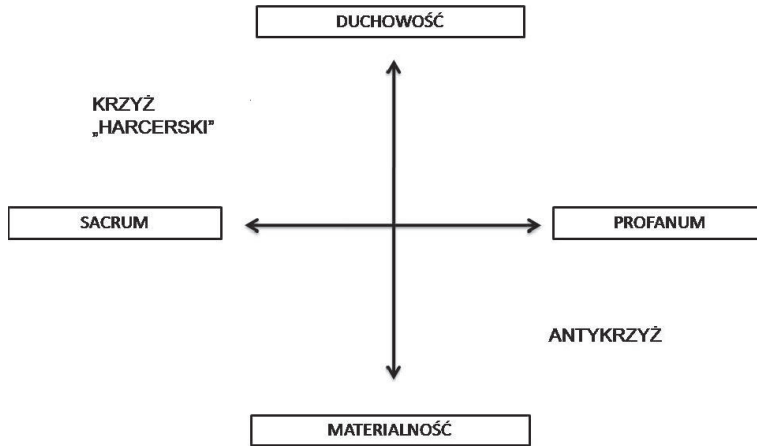 DUCHOWOŚĆ
KRZYŻ
„HARCERSKI”
SACRUM
PROFANUM
ANTYKRZYŻ
MATERIALNOŚĆ